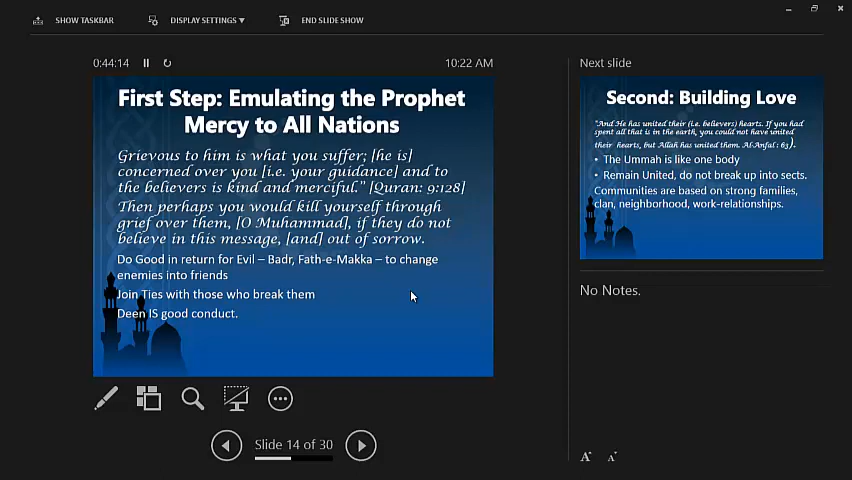 SHOW TASKBAR
DISPLAY SETTINGS
END SLIDE SHOW
0:44:14
10:22 AM
First Step: Emulating the Prophet
Mercy to All Nations
Grievous to him is what you suffer; [he is]
concerned over you [i.e. your guidance] and to
the believers is kind and merciful.” [Quran: 9:128]
Then perhaps you would kill yourself through
grief over them, [O Muhammad], if they do not
believe in this message, [and] out of sorrow.
Do Good in return for Evil – Badr, Fath-e-Makka – to change
enemies into friends
Join Ties with those who break them
Deen IS good conduct.
Slide 14 of 30
Next slide
Second: Building Love
"And He has united their (i.e. believers) hearts. If you had
spent all that is in the earth, you could not have united
their hearts, but Allah has united them. Al-Anfal : 63).
• The Ummah is like one body
• Remain United, do not break up into sects.
Communities are based on strong families,
clan, neighborhood, work-relationships.
No Notes.
A A